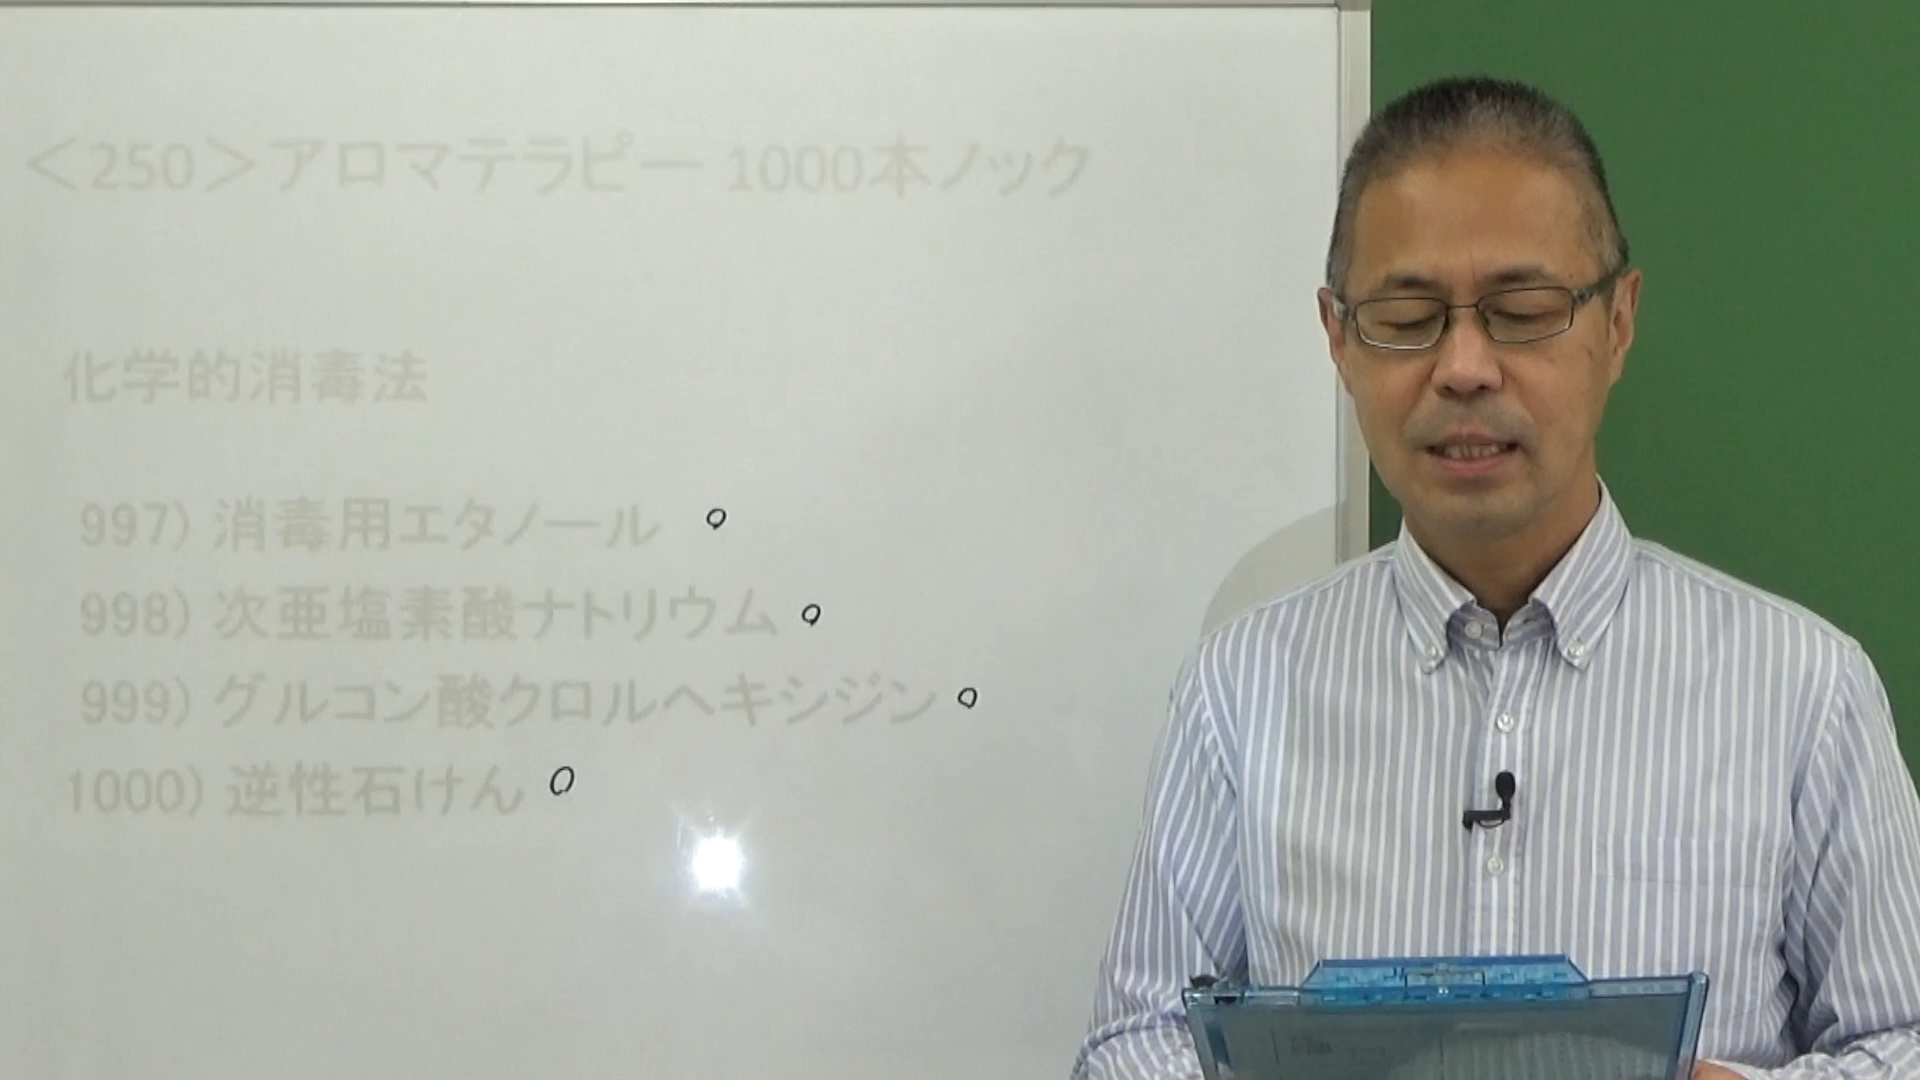 ＜250＞アロマテラピー 1000本ノック
化学的消毒法
997) 消毒用エタノール ○
998) 次亜塩素酸ナトリウム ○
999) グルコン酸クロルヘキシジン ○
1000) 逆性石けん ○